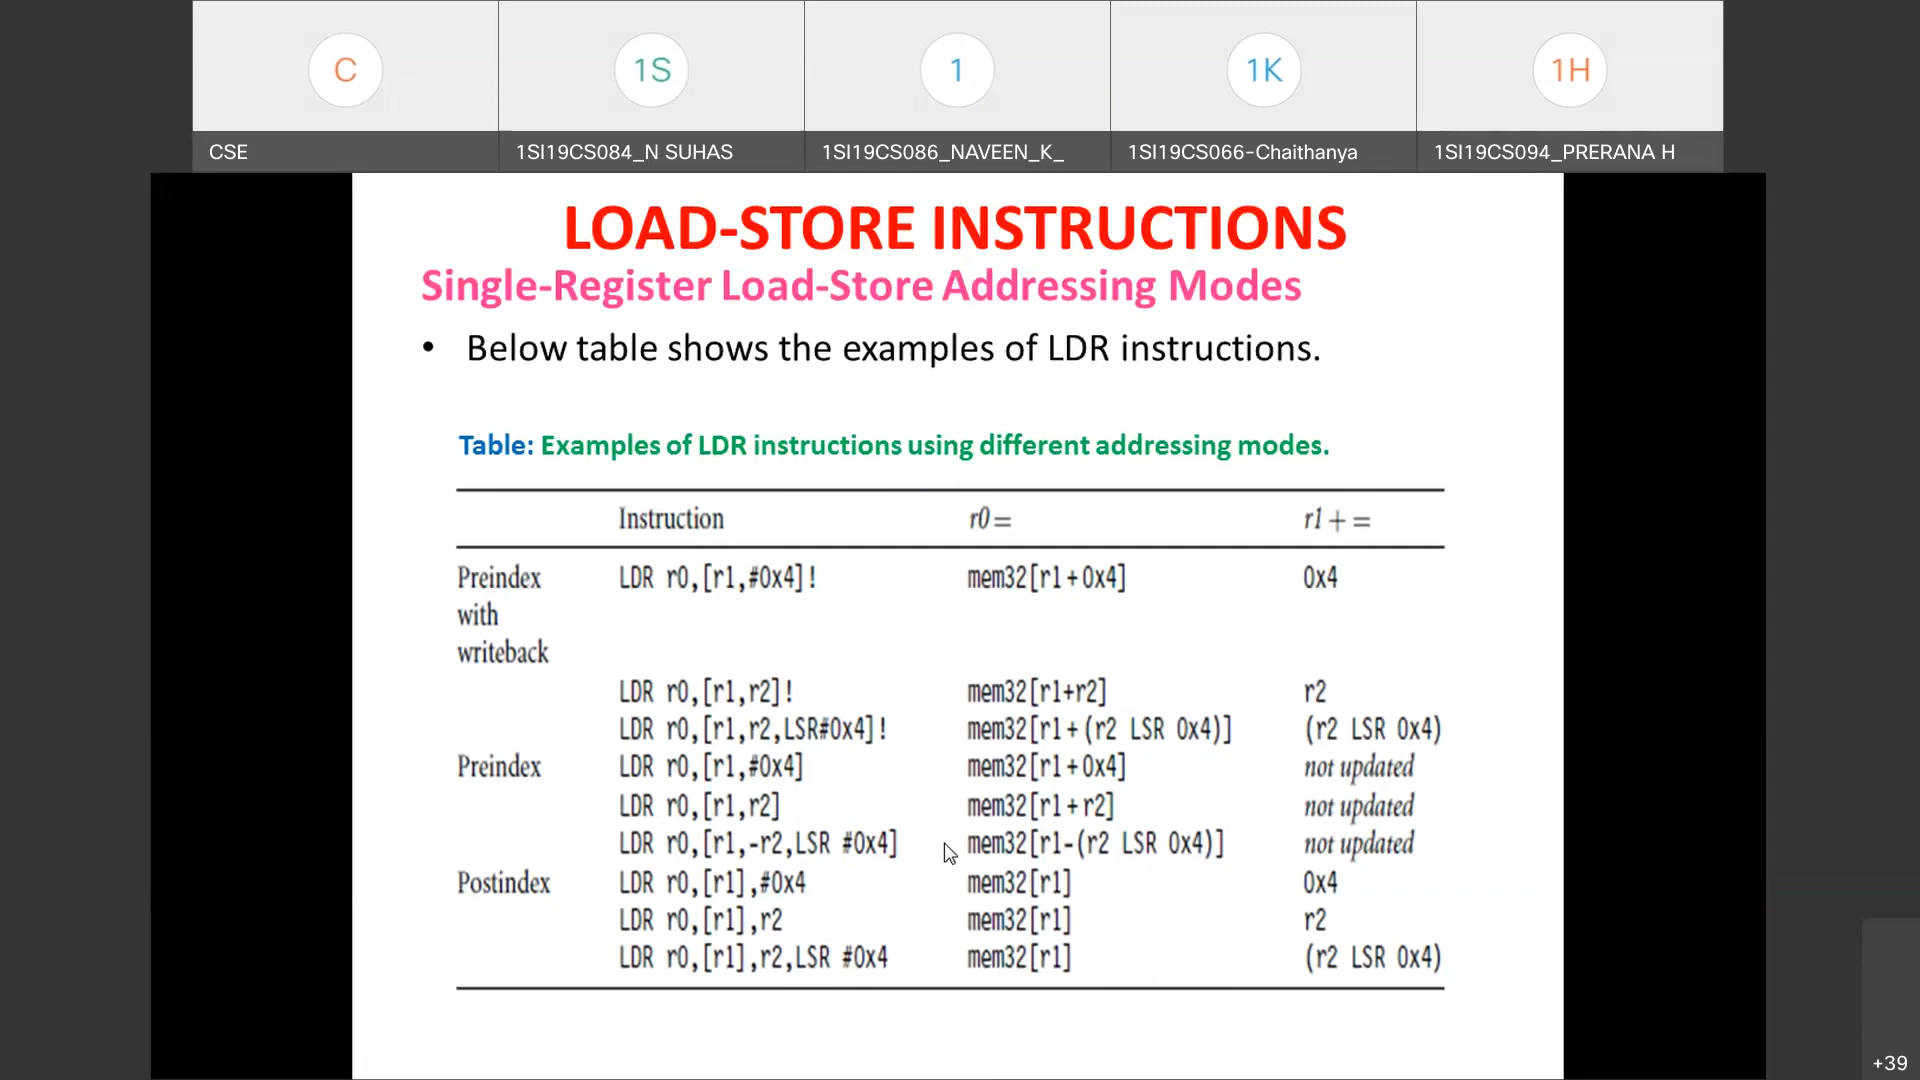 C
1S
1
1K
1H
CSE
1SI19CS084_N SUHAS
1SI19CS086_NAVEEN_K_
1SI19CS066-Chaithanya
1SI19CS094_PRERANA H
LOAD-STORE INSTRUCTIONS
Single-Register Load-Store Addressing Modes
• Below table shows the examples of LDR instructions.
Table: Examples of LDR instructions using different addressing modes.
Instruction r0 = r1 + =
Preindex LDR r0,[r1,#0x4]! mem32[r1+0x4] 0x4
with
writeback
LDR r0,[r1,r2]! mem32[r1+r2] r2
LDR r0,[r1,r2,LSR#0x4]! mem32[r1+(r2 LSR 0x4)] (r2 LSR 0x4)
Preindex LDR r0,[r1,#0x4] mem32[r1+0x4] not updated
LDR r0,[r1,r2] mem32[r1+r2] not updated
LDR r0,[r1,-r2,LSR #0x4] mem32[r1-(r2 LSR 0x4)] not updated
Postindex LDR r0,[r1],#0x4 mem32[r1] 0x4
LDR r0,[r1],r2 mem32[r1] r2
LDR r0,[r1],r2,LSR #0x4 mem32[r1] (r2 LSR 0x4)
+39